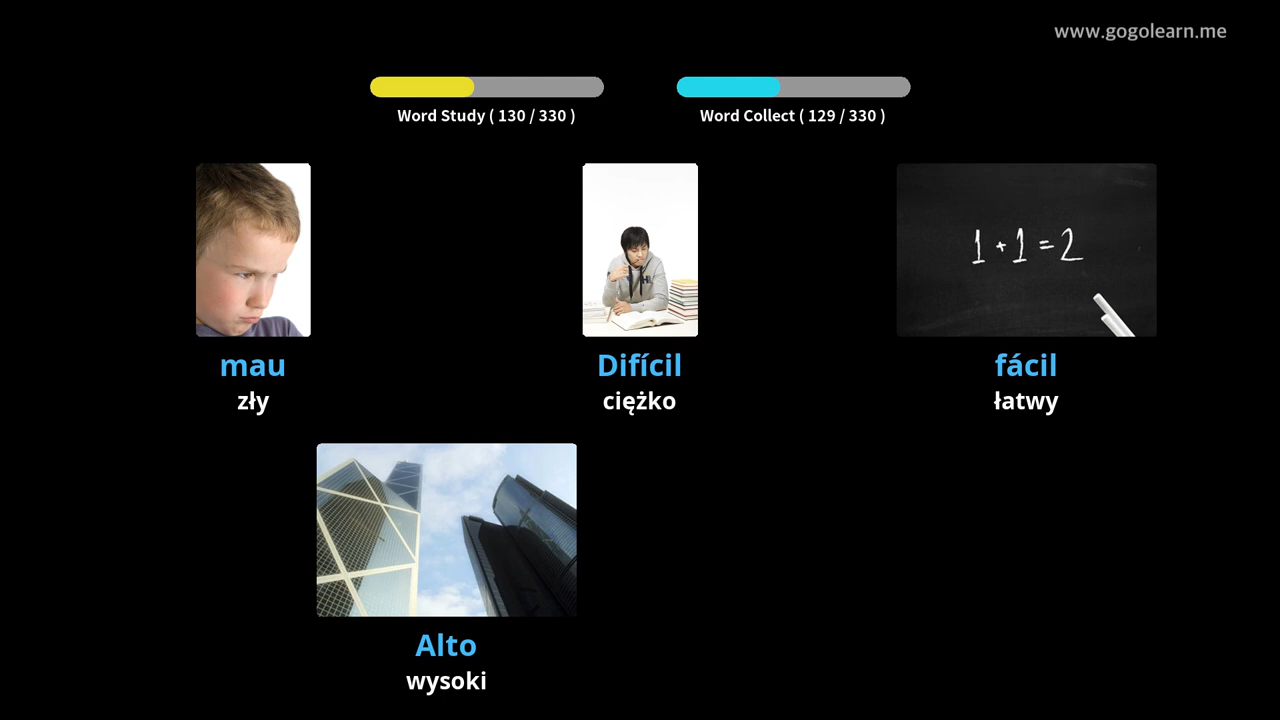 www.gogolearn.me
Word Study ( 130 / 330 )
Word Collect ( 129 / 330 )
1 + 1 = 2
mau
Difícil
fácil
zły
ciężko
łatwy
Alto
wysoki